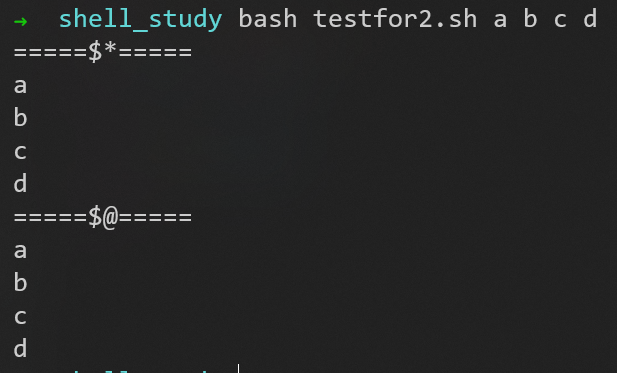 → shell_study bash testfor2.sh a b c d
=====$*=====
a
b
c
d
=====$@=====
a
b
c
d